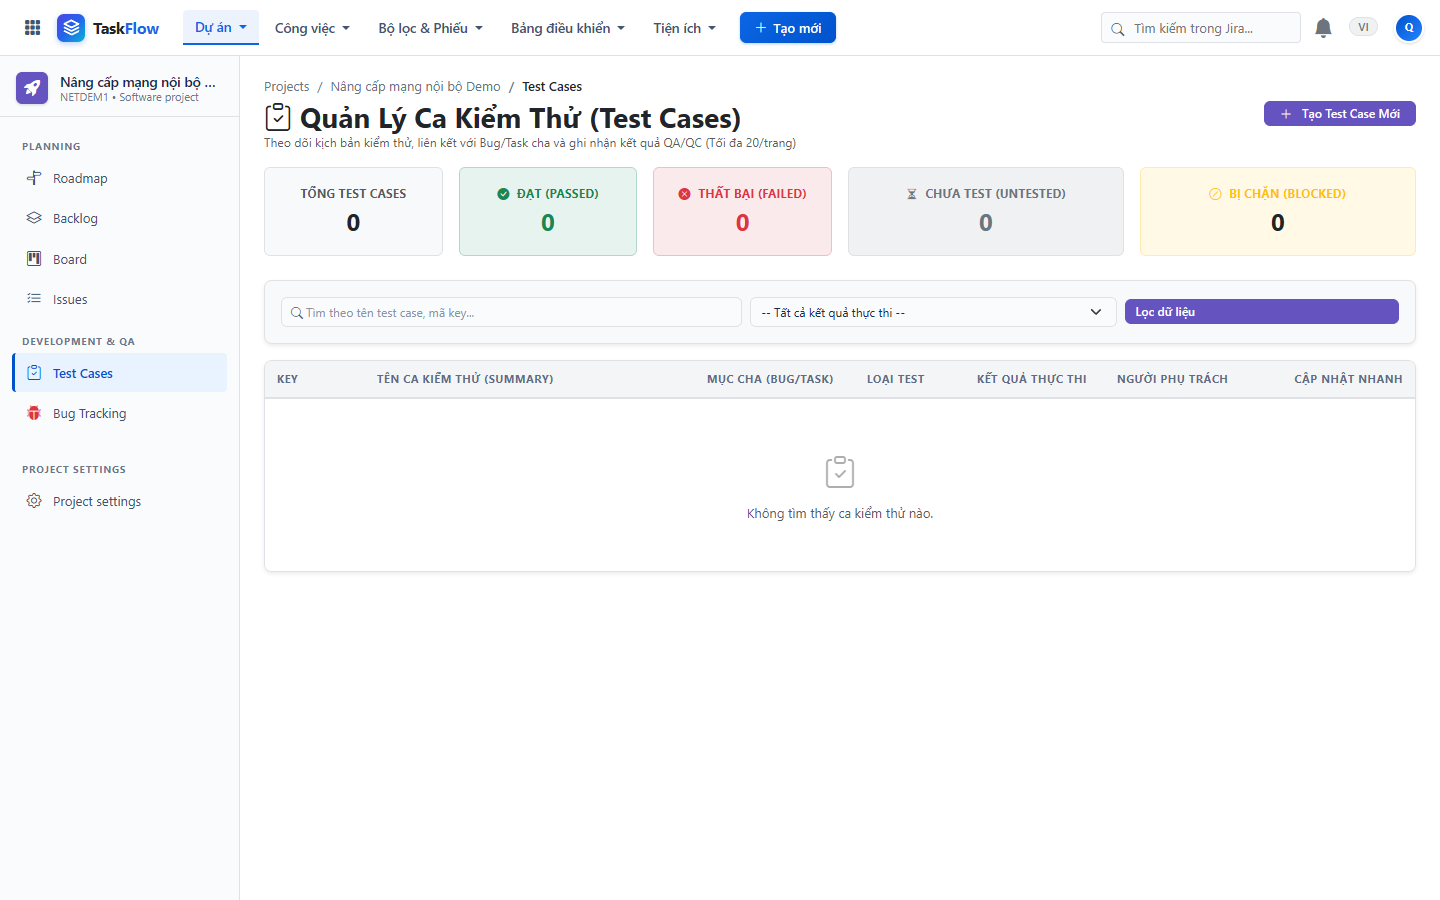 TaskFlow
Dự án
Công việc
Bộ lọc & Phiếu
Bảng điều khiển
Tiện ích
Tạo mới
Tìm kiếm trong Jira...
VI
Q
Nâng cấp mạng nội bộ ...
NETDEM1 • Software project
PLANNING
Roadmap
Backlog
Board
Issues
DEVELOPMENT & QA
Test Cases
Bug Tracking
PROJECT SETTINGS
Project settings
Projects / Nâng cấp mạng nội bộ Demo / Test Cases
Quản Lý Ca Kiểm Thử (Test Cases)
Theo dõi kịch bản kiểm thử, liên kết với Bug/Task cha và ghi nhận kết quả QA/QC (Tối đa 20/trang)
Tạo Test Case Mới
TỔNG TEST CASES
0
ĐẠT (PASSED)
0
THẤT BẠI (FAILED)
0
CHƯA TEST (UNTESTED)
0
BỊ CHẶN (BLOCKED)
0
Tìm theo tên test case, mã key...
-- Tất cả kết quả thực thi --
Lọc dữ liệu
KEY TÊN CA KIỂM THỬ (SUMMARY) MỤC CHA (BUG/TASK) LOẠI TEST KẾT QUẢ THỰC THI NGƯỜI PHỤ TRÁCH CẬP NHẬT NHANH
Không tìm thấy ca kiểm thử nào.